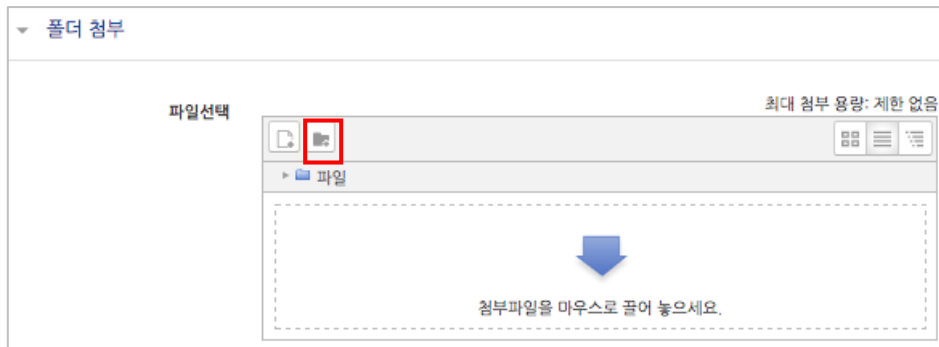 폴더 첨부
최대 첨부 용량: 제한 없음
파일선택
파일
첨부파일을 마우스로 끌어 놓으세요.